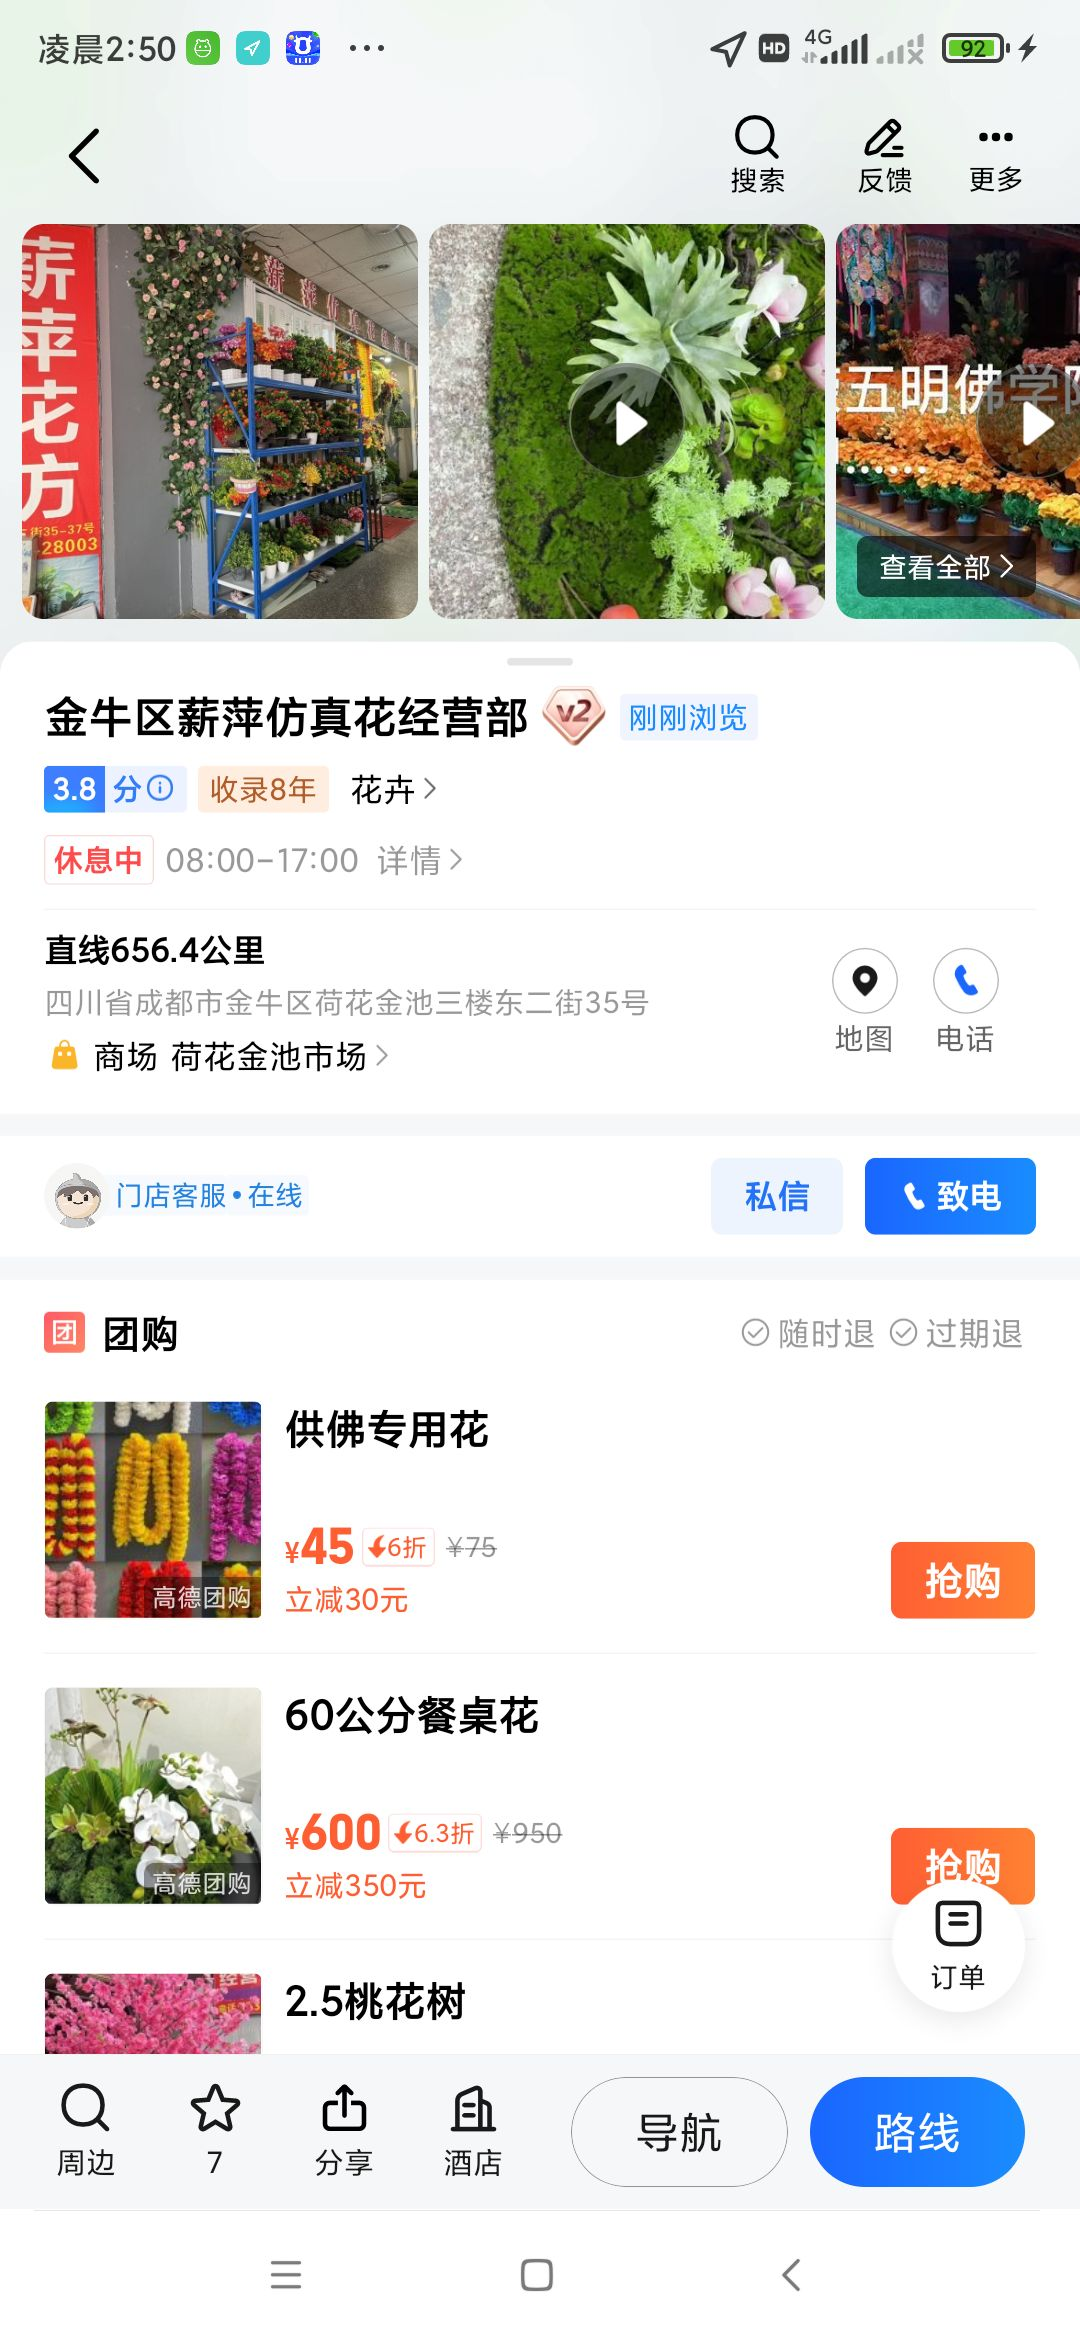 凌晨2:50
HD 4G 92
搜索 反馈 更多
薪萍花方
街35-37号
28003
五明佛学院
查看全部
金牛区薪萍仿真花经营部 v2 刚刚浏览
3.8分 收录8年 花卉
休息中 08:00-17:00 详情
直线656.4公里
四川省成都市金牛区荷花金池三楼东二街35号
商场 荷花金池市场
地图 电话
门店客服•在线 私信 致电
团 团购 随时退 过期退
供佛专用花
¥45 6折 ¥75
立减30元
高德团购
抢购
60公分餐桌花
¥600 6.3折 ¥950
立减350元
高德团购
抢购
订单
2.5桃花树
周边 7 分享 酒店 导航 路线